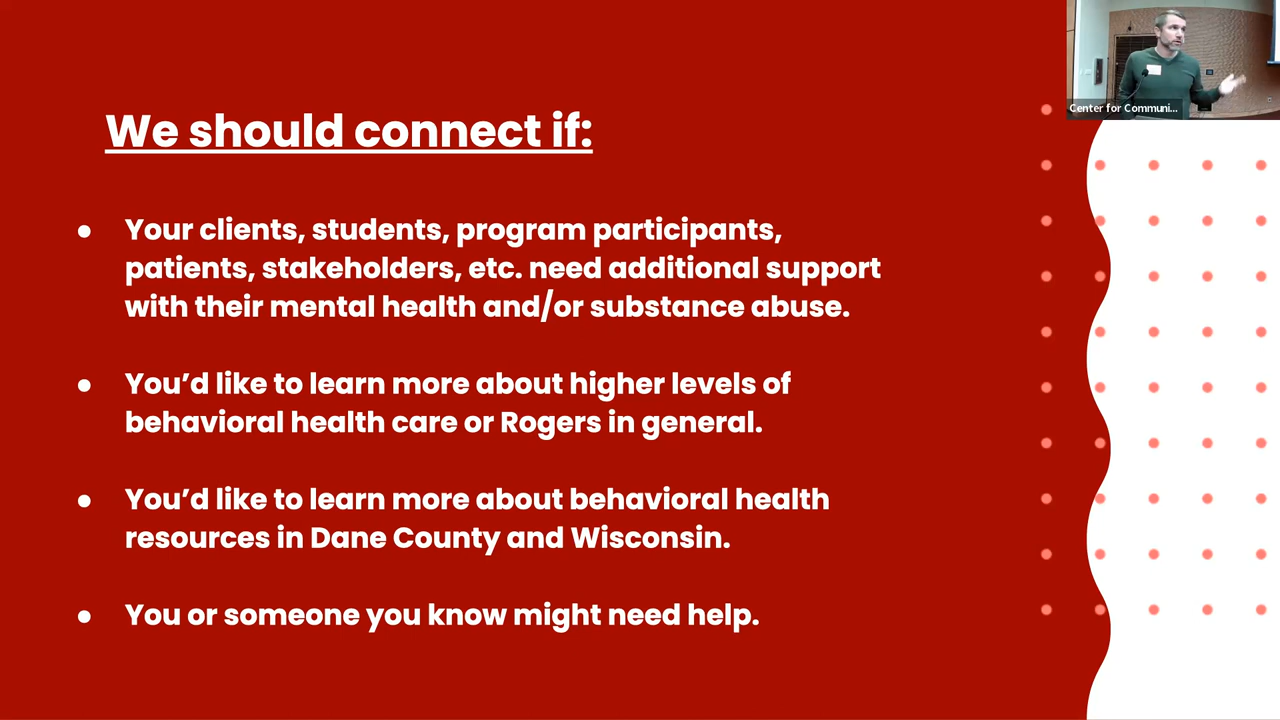 Center for Communi...
We should connect if:
● Your clients, students, program participants,
patients, stakeholders, etc. need additional support
with their mental health and/or substance abuse.
● You’d like to learn more about higher levels of
behavioral health care or Rogers in general.
● You’d like to learn more about behavioral health
resources in Dane County and Wisconsin.
● You or someone you know might need help.